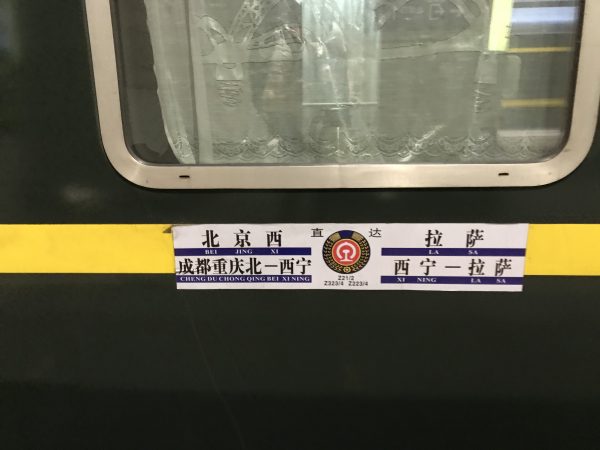 北京西 直达 拉萨
BEI JING XI LA SA
成都重庆北—西宁 Z21/2 西宁—拉萨
CHENG DU CHONG QING BEI XI NING Z323/4 Z223/4 XI NING LA SA